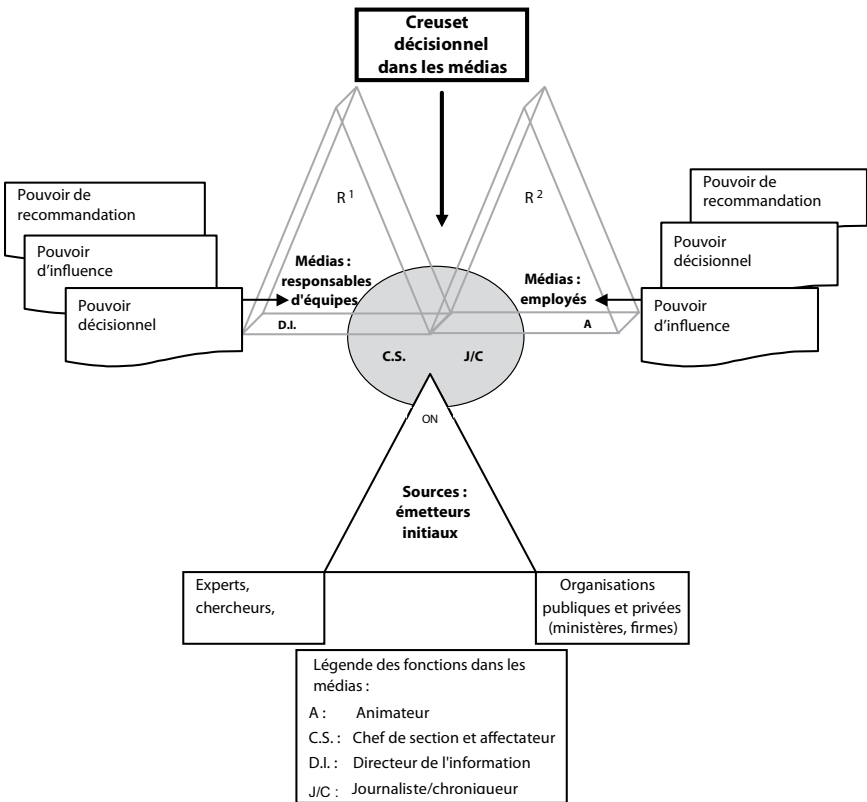 Creuset
décisionnel
dans les médias
R 1
R 2
Pouvoir de
recommandation
Pouvoir
d'influence
Pouvoir
décisionnel
Médias :
responsables
d'équipes
Médias :
employés
Pouvoir de
recommandation
Pouvoir
décisionnel
Pouvoir
d'influence
D.I.
A
C.S.
J/C
ON
Sources :
émetteurs
initiaux
Experts,
chercheurs,
Organisations
publiques et privées
(ministères, firmes)
Légende des fonctions dans les
médias :
A : Animateur
C.S. : Chef de section et affectateur
D.I. : Directeur de l'information
J/C : Journaliste/chroniqueur